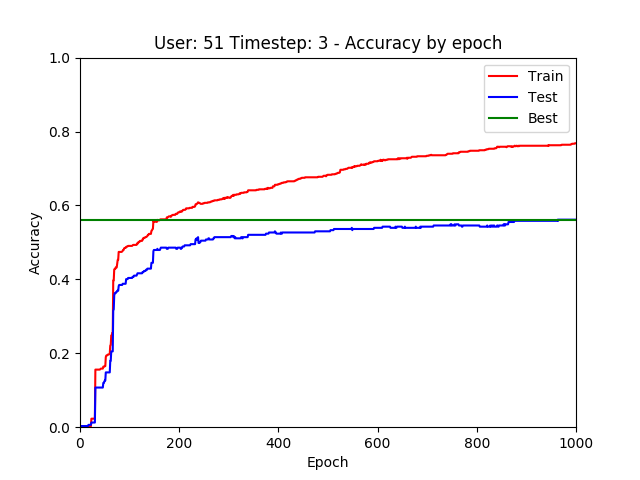 User: 51 Timestep: 3 - Accuracy by epoch
1.0
0.8
0.6
0.4
0.2
0.0
Accuracy
Train
Test
Best
0 200 400 600 800 1000
Epoch